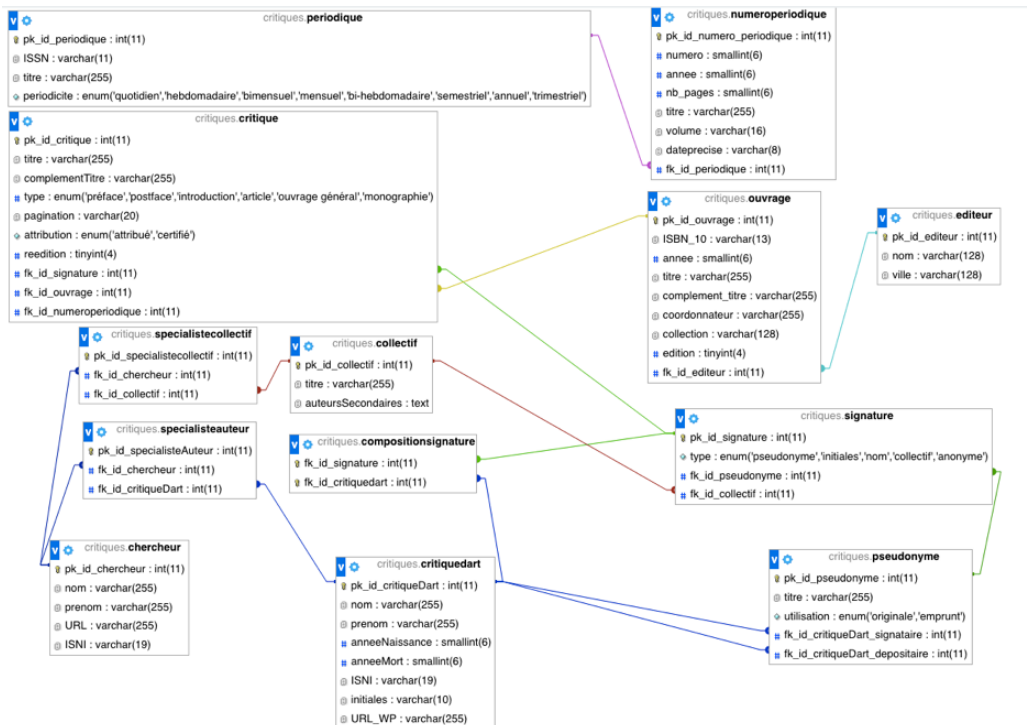 critiques.periodique
pk_id_periodique : int(11)
ISSN : varchar(11)
titre : varchar(255)
periodicite : enum('quotidien','hebdomadaire','bimensuel','mensuel','bi-hebdomadaire','semestriel','annuel','trimestriel')
critiques.numeroperiodique
pk_id_numero_periodique : int(11)
numero : smallint(6)
annee : smallint(6)
nb_pages : smallint(6)
titre : varchar(255)
volume : varchar(16)
dateprecise : varchar(8)
fk_id_periodique : int(11)
critiques.critique
pk_id_critique : int(11)
titre : varchar(255)
complementTitre : varchar(255)
type : enum('préface','postface','introduction','article','ouvrage général','monographie')
pagination : varchar(20)
attribution : enum('attribué','certifié')
reedition : tinyint(4)
fk_id_signature : int(11)
fk_id_ouvrage : int(11)
fk_id_numeroperiodique : int(11)
critiques.ouvrage
pk_id_ouvrage : int(11)
ISBN_10 : varchar(13)
annee : smallint(6)
titre : varchar(255)
complement_titre : varchar(255)
coordonnateur : varchar(255)
collection : varchar(128)
edition : tinyint(4)
fk_id_editeur : int(11)
critiques.editeur
pk_id_editeur : int(11)
nom : varchar(128)
ville : varchar(128)
critiques.specialistecollectif
pk_id_specialistecollectif : int(11)
fk_id_chercheur : int(11)
fk_id_collectif : int(11)
critiques.collectif
pk_id_collectif : int(11)
titre : varchar(255)
auteursSecondaires : text
critiques.specialisteauteur
pk_id_specialisteAuteur : int(11)
fk_id_chercheur : int(11)
fk_id_critiqueDart : int(11)
critiques.compositionsignature
fk_id_signature : int(11)
fk_id_critiquedart : int(11)
critiques.signature
pk_id_signature : int(11)
type : enum('pseudonyme','initiales','nom','collectif','anonyme')
fk_id_pseudonyme : int(11)
fk_id_collectif : int(11)
critiques.chercheur
pk_id_chercheur : int(11)
nom : varchar(255)
prenom : varchar(255)
URL : varchar(255)
ISNI : varchar(19)
critiques.critiquedart
pk_id_critiqueDart : int(11)
nom : varchar(255)
prenom : varchar(255)
anneeNaissance : smallint(6)
anneeMort : smallint(6)
ISNI : varchar(19)
initiales : varchar(10)
URL_WP : varchar(255)
critiques.pseudonyme
pk_id_pseudonyme : int(11)
titre : varchar(255)
utilisation : enum('originale','emprunt')
fk_id_critiqueDart_signataire : int(11)
fk_id_critiqueDart_depositaire : int(11)